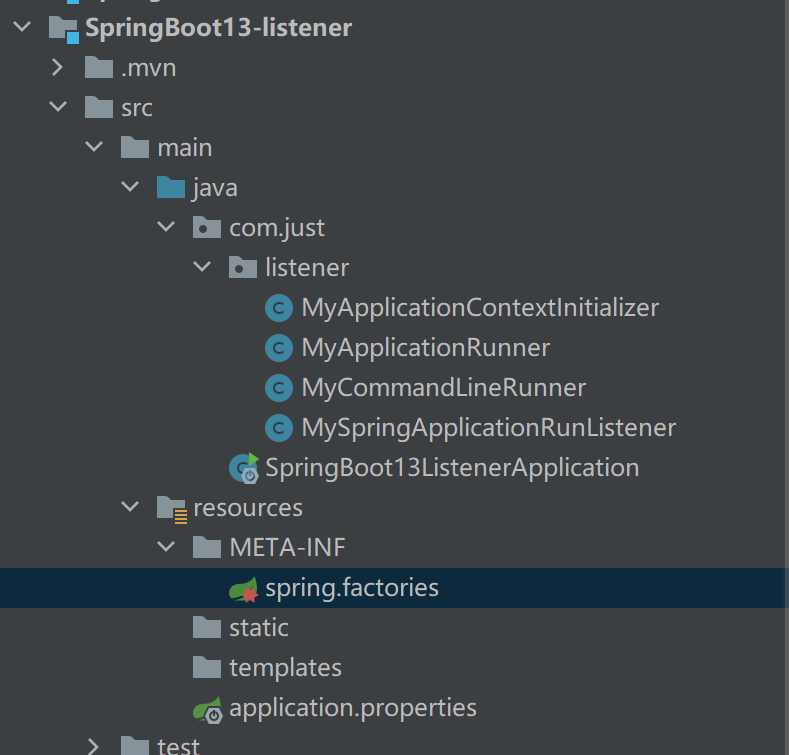 SpringBoot13-listener
.mvn
src
main
java
com.just
listener
MyApplicationContextInitializer
MyApplicationRunner
MyCommandLineRunner
MySpringApplicationRunListener
SpringBoot13ListenerApplication
resources
META-INF
spring.factories
static
templates
application.properties
test